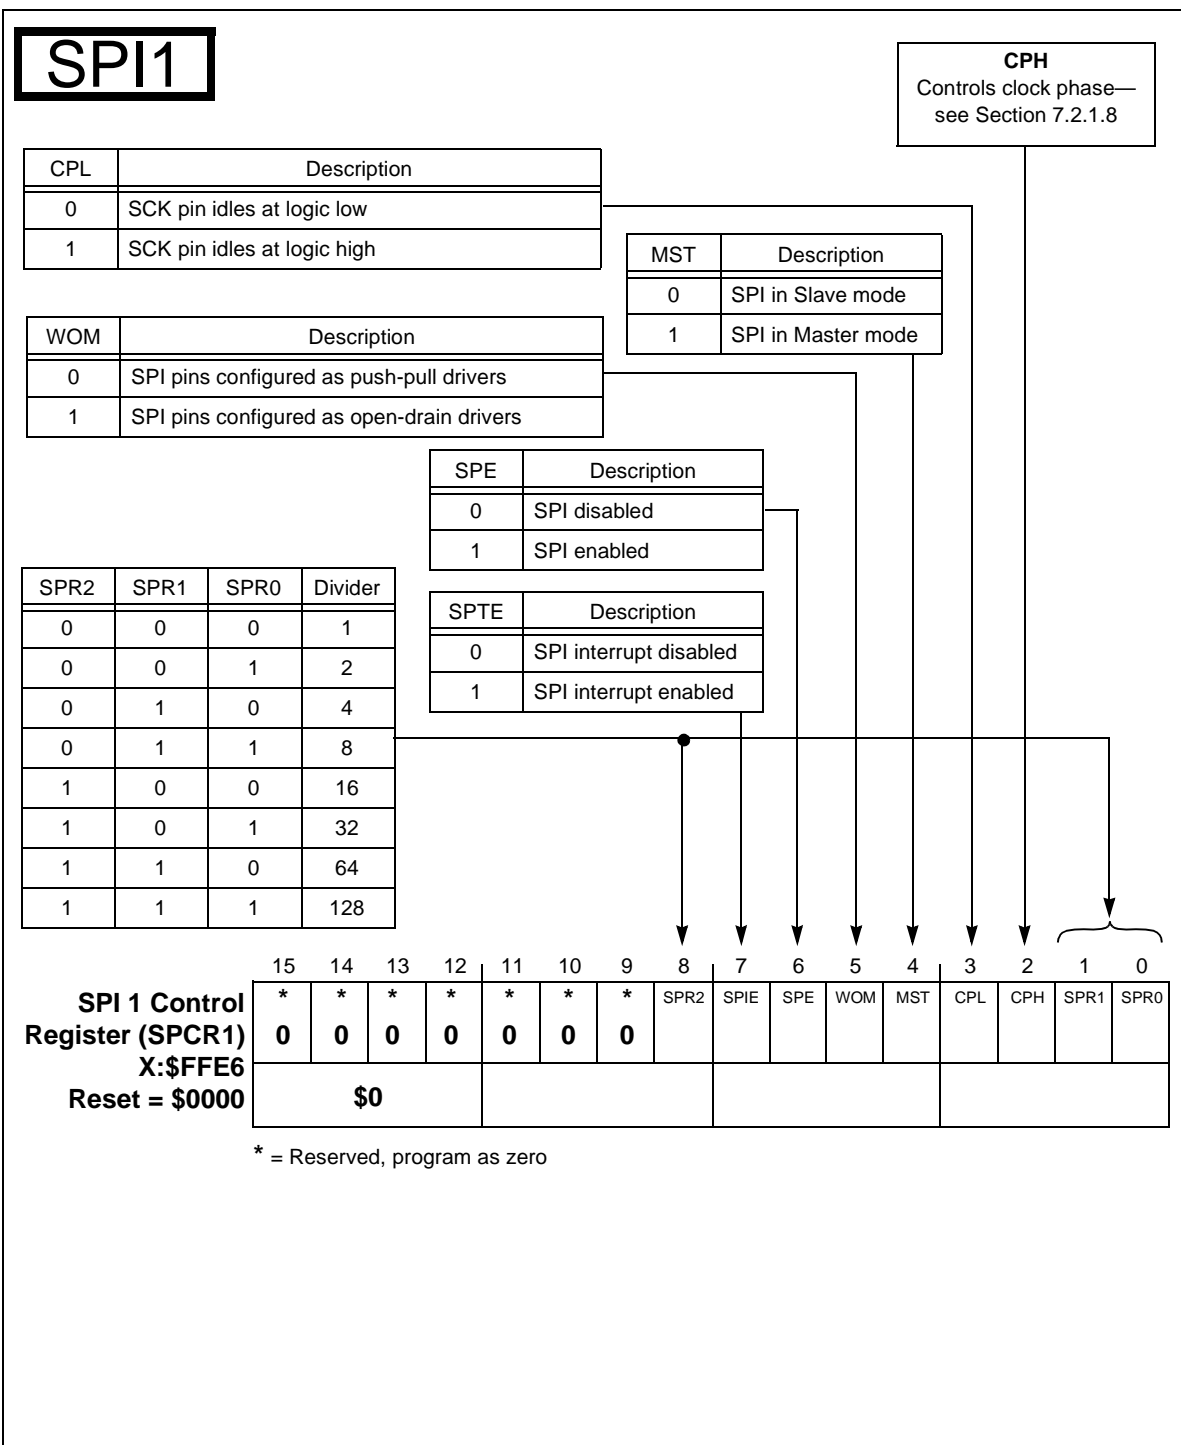 SPI1
CPH
Controls clock phase—
see Section 7.2.1.8
CPL Description
0 SCK pin idles at logic low
1 SCK pin idles at logic high
MST Description
0 SPI in Slave mode
1 SPI in Master mode
WOM Description
0 SPI pins configured as push-pull drivers
1 SPI pins configured as open-drain drivers
SPE Description
0 SPI disabled
1 SPI enabled
SPR2 SPR1 SPR0 Divider
0 0 0 1
0 0 1 2
0 1 0 4
0 1 1 8
1 0 0 16
1 0 1 32
1 1 0 64
1 1 1 128
SPTE Description
0 SPI interrupt disabled
1 SPI interrupt enabled
15 14 13 12 11 10 9 8 7 6 5 4 3 2 1 0
SPI 1 Control
Register (SPCR1)
X:$FFE6
Reset = $0000
* * * * * * * SPR2 SPIE SPE WOM MST CPL CPH SPR1 SPR0
0 0 0 0 0 0 0
$0
* = Reserved, program as zero